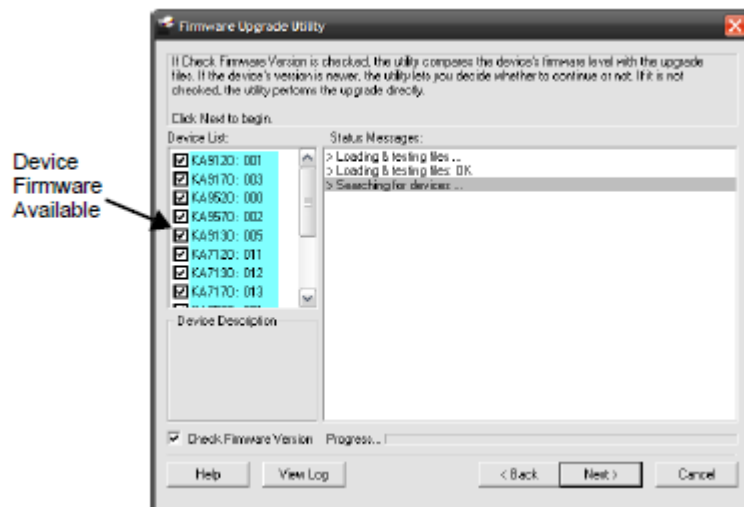 Firmware Upgrade Utility
If Check Firmware Version is checked, the utility compares the device's firmware level with the upgrade
files. If the device's version is newer, the utility lets you decide whether to continue or not. If it is not
checked, the utility performs the upgrade directly.
Click Next to begin.
Device List:
Status Messages:
KA9120: 001
KA9170: 003
KA9520: 000
KA9570: 002
KA9130: 005
KA7120: 011
KA7130: 012
KA7170: 013
> Loading & testing files ...
> Loading & testing files: OK
> Searching for devices ...
Device
Firmware
Available
Device Description
Check Firmware Version
Progress...
Help
View Log
< Back
Next >
Cancel